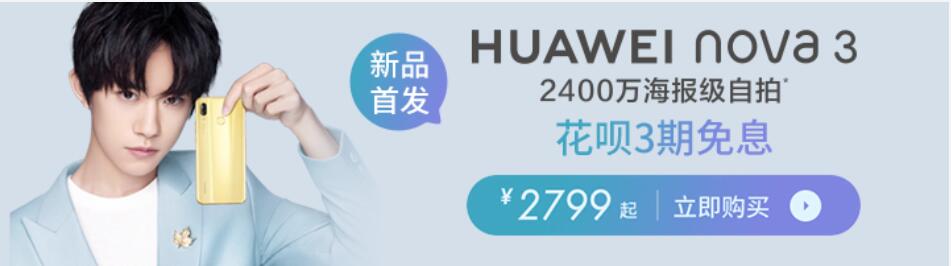 新品
首发
HUAWEI nova 3
2400万海报级自拍*
花呗3期免息
¥2799起 | 立即购买